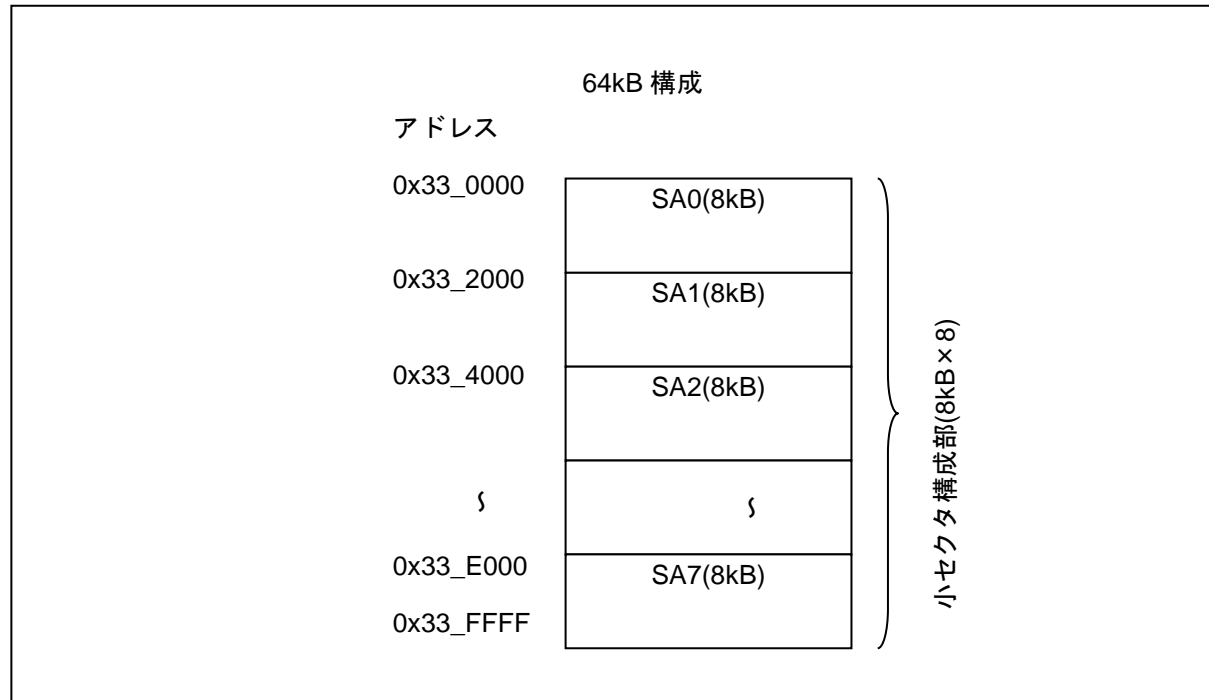 64kB 構成
アドレス
0x33_0000
SA0(8kB)
0x33_2000
SA1(8kB)
0x33_4000
SA2(8kB)
~
~
0x33_E000
SA7(8kB)
0x33_FFFF
小セクタ構成部(8kB×8)